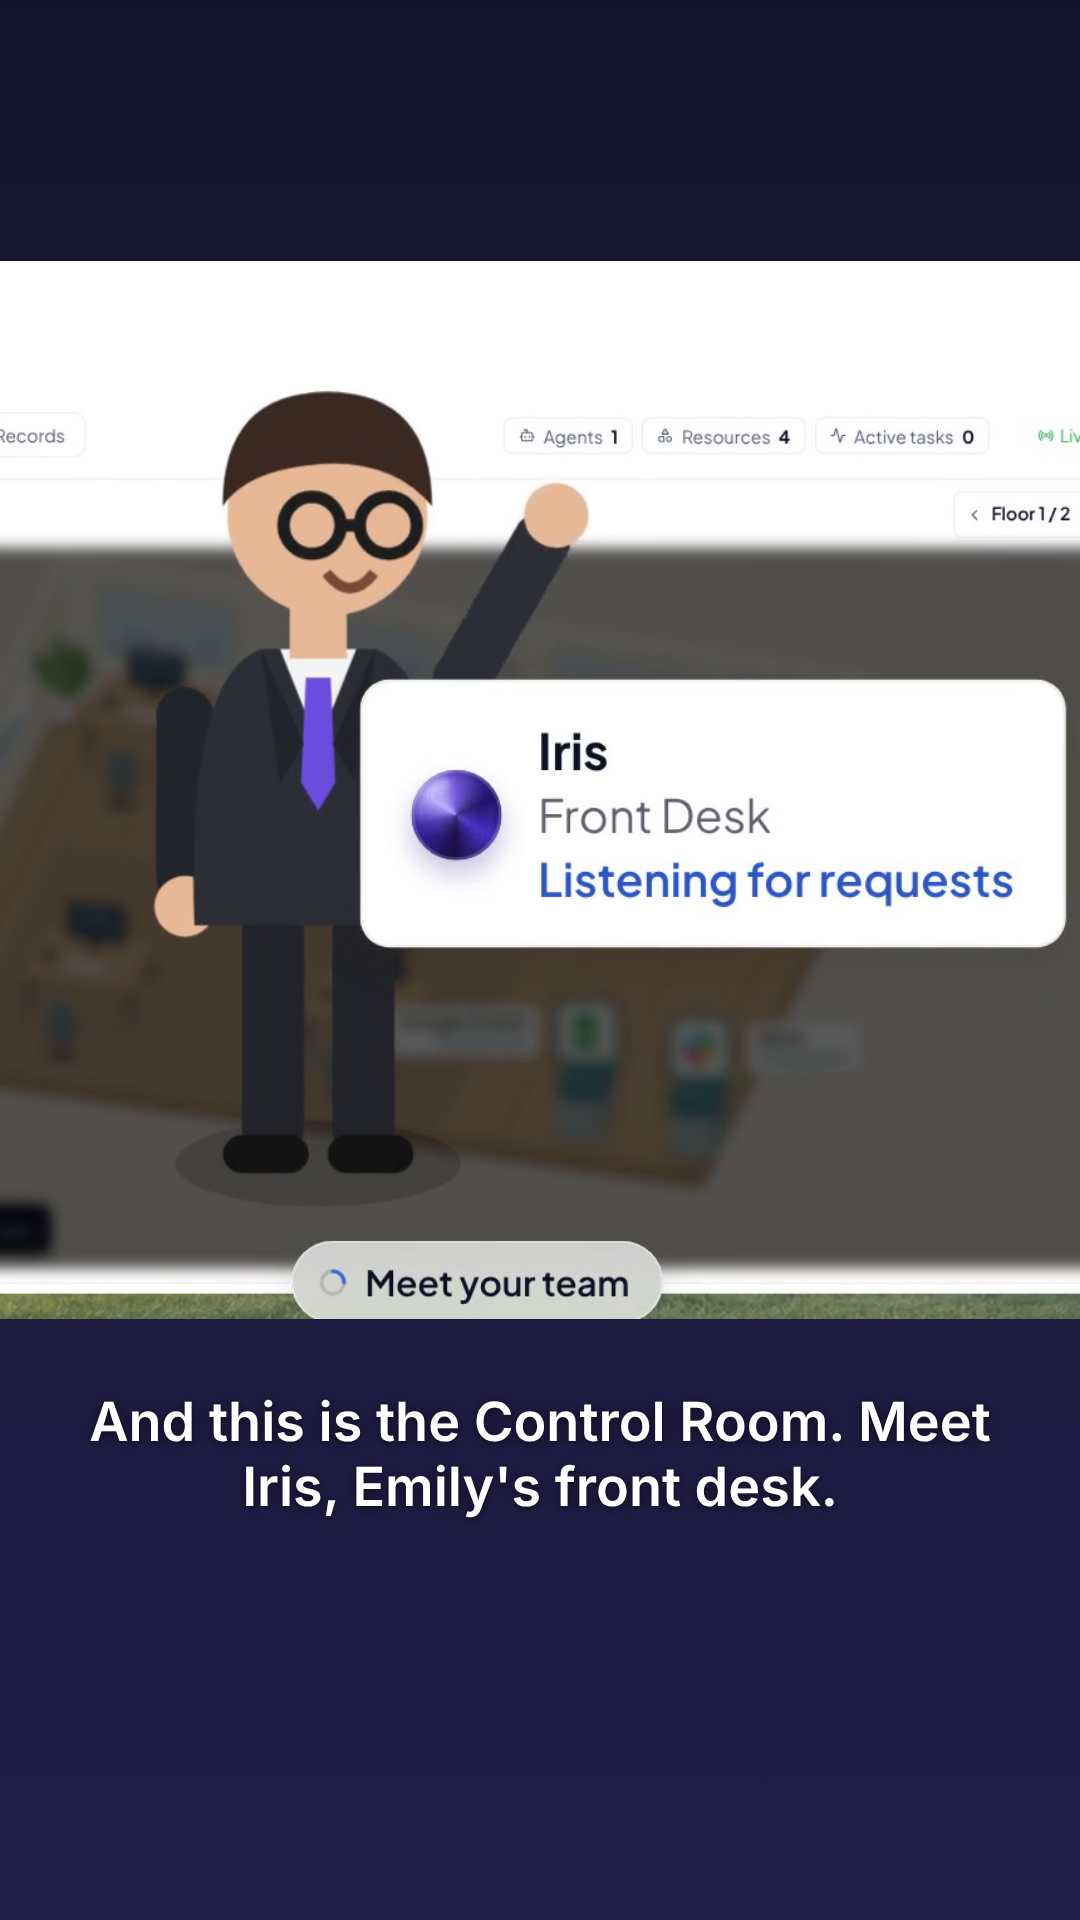 Records
Agents 1
Resources 4
Active tasks 0
Floor 1 / 2
Iris
Front Desk
Listening for requests
Meet your team
And this is the Control Room. Meet
Iris, Emily's front desk.